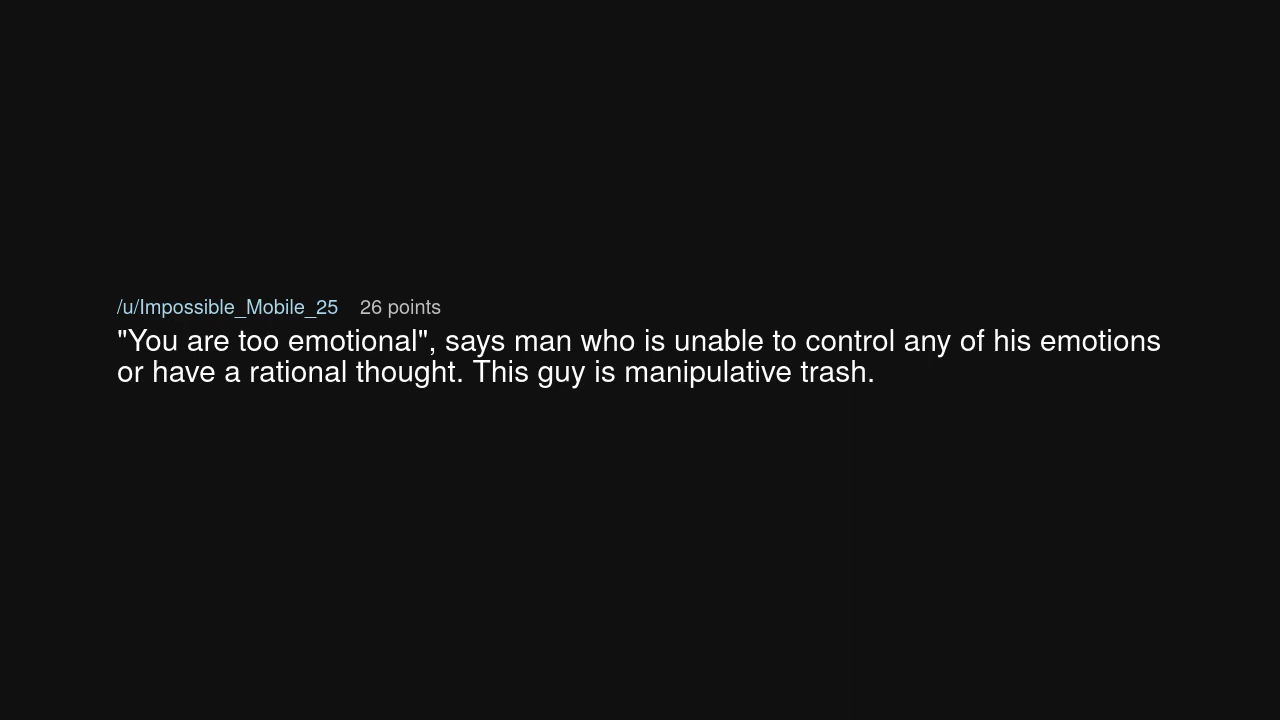 /u/Impossible_Mobile_25 26 points
"You are too emotional", says man who is unable to control any of his emotions
or have a rational thought. This guy is manipulative trash.